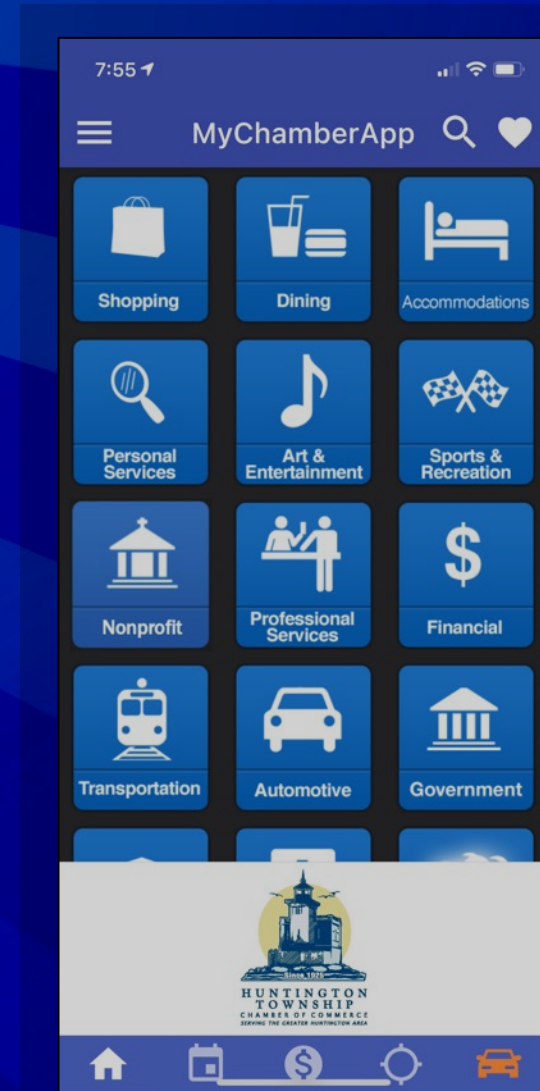 7:55
MyChamberApp
Shopping
Dining
Accommodations
Personal
Services
Art &
Entertainment
Sports &
Recreation
Nonprofit
Professional
Services
Financial
$
Transportation
Automotive
Government
Since 1925
HUNTINGTON
TOWNSHIP
CHAMBER OF COMMERCE
SERVING THE GREATER HUNTINGTON AREA
$